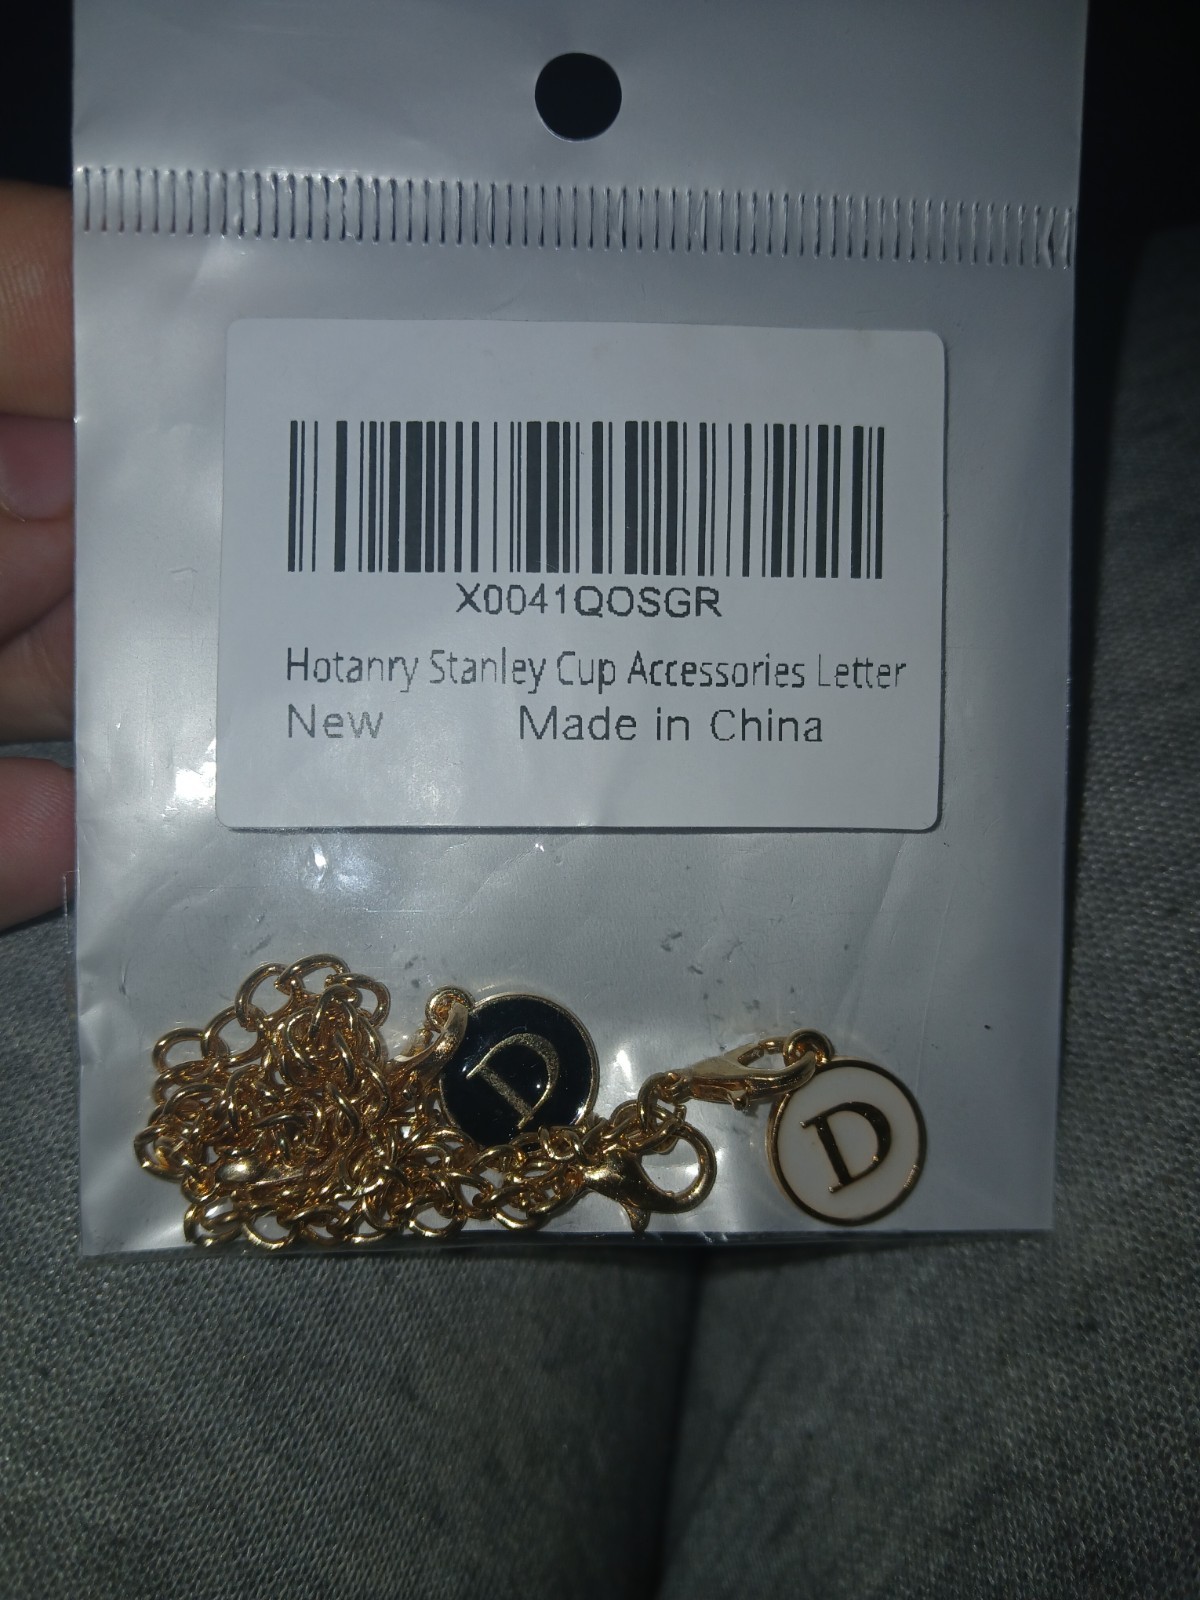 X0041QOSGR
Hotanry Stanley Cup Accessories Letter
New Made in China
D
D